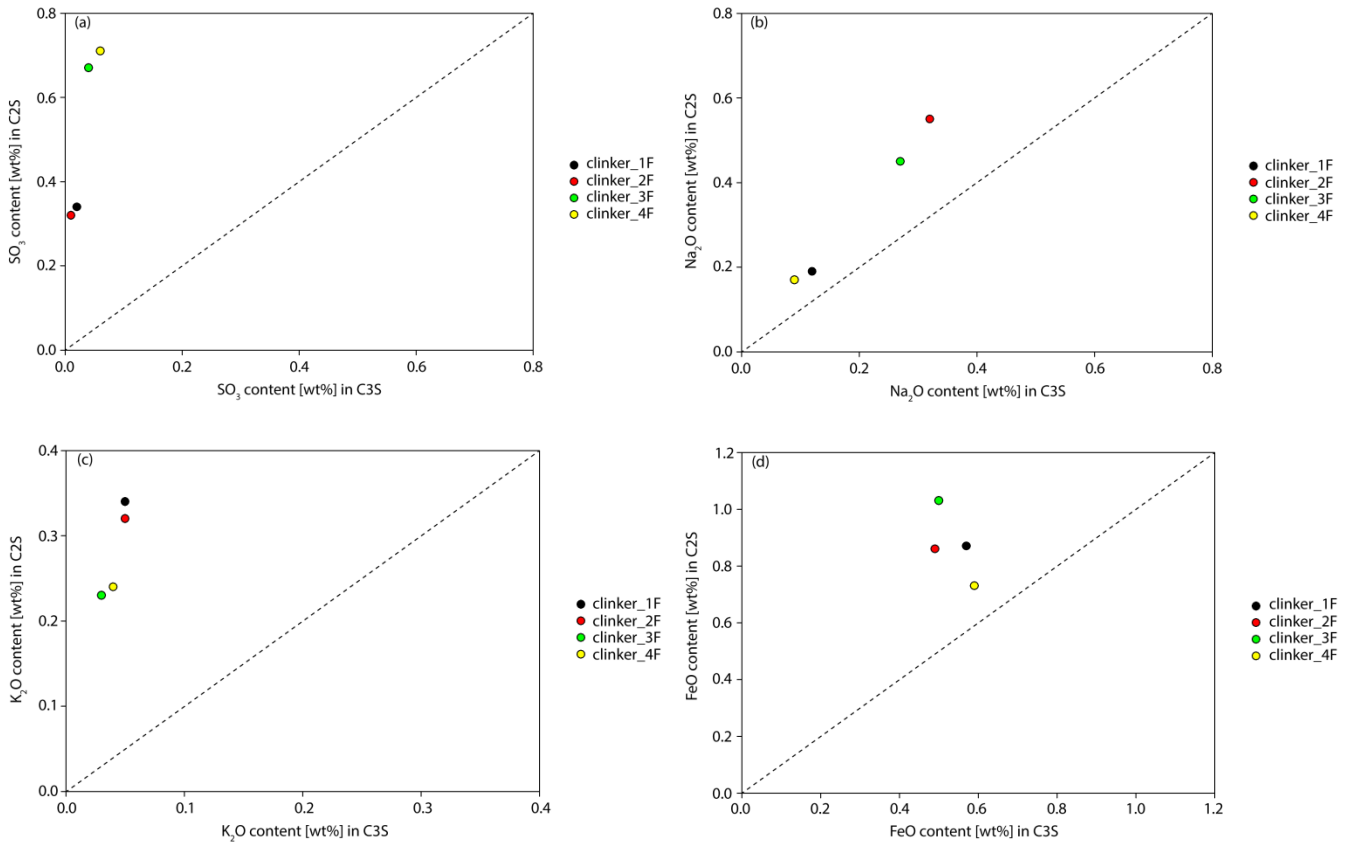 (a)
SO₃ content [wt%] in C2S
0.8
0.6
0.4
0.2
0.0
0.0 0.2 0.4 0.6 0.8
SO₃ content [wt%] in C3S
clinker_1F
clinker_2F
clinker_3F
clinker_4F
(b)
Na₂O content [wt%] in C2S
0.8
0.6
0.4
0.2
0.0
0.0 0.2 0.4 0.6 0.8
Na₂O content [wt%] in C3S
clinker_1F
clinker_2F
clinker_3F
clinker_4F
(c)
K₂O content [wt%] in C2S
0.4
0.3
0.2
0.1
0.0
0.0 0.1 0.2 0.3 0.4
K₂O content [wt%] in C3S
clinker_1F
clinker_2F
clinker_3F
clinker_4F
(d)
FeO content [wt%] in C2S
1.2
1.0
0.8
0.6
0.4
0.2
0.0
0.0 0.2 0.4 0.6 0.8 1.0 1.2
FeO content [wt%] in C3S
clinker_1F
clinker_2F
clinker_3F
clinker_4F